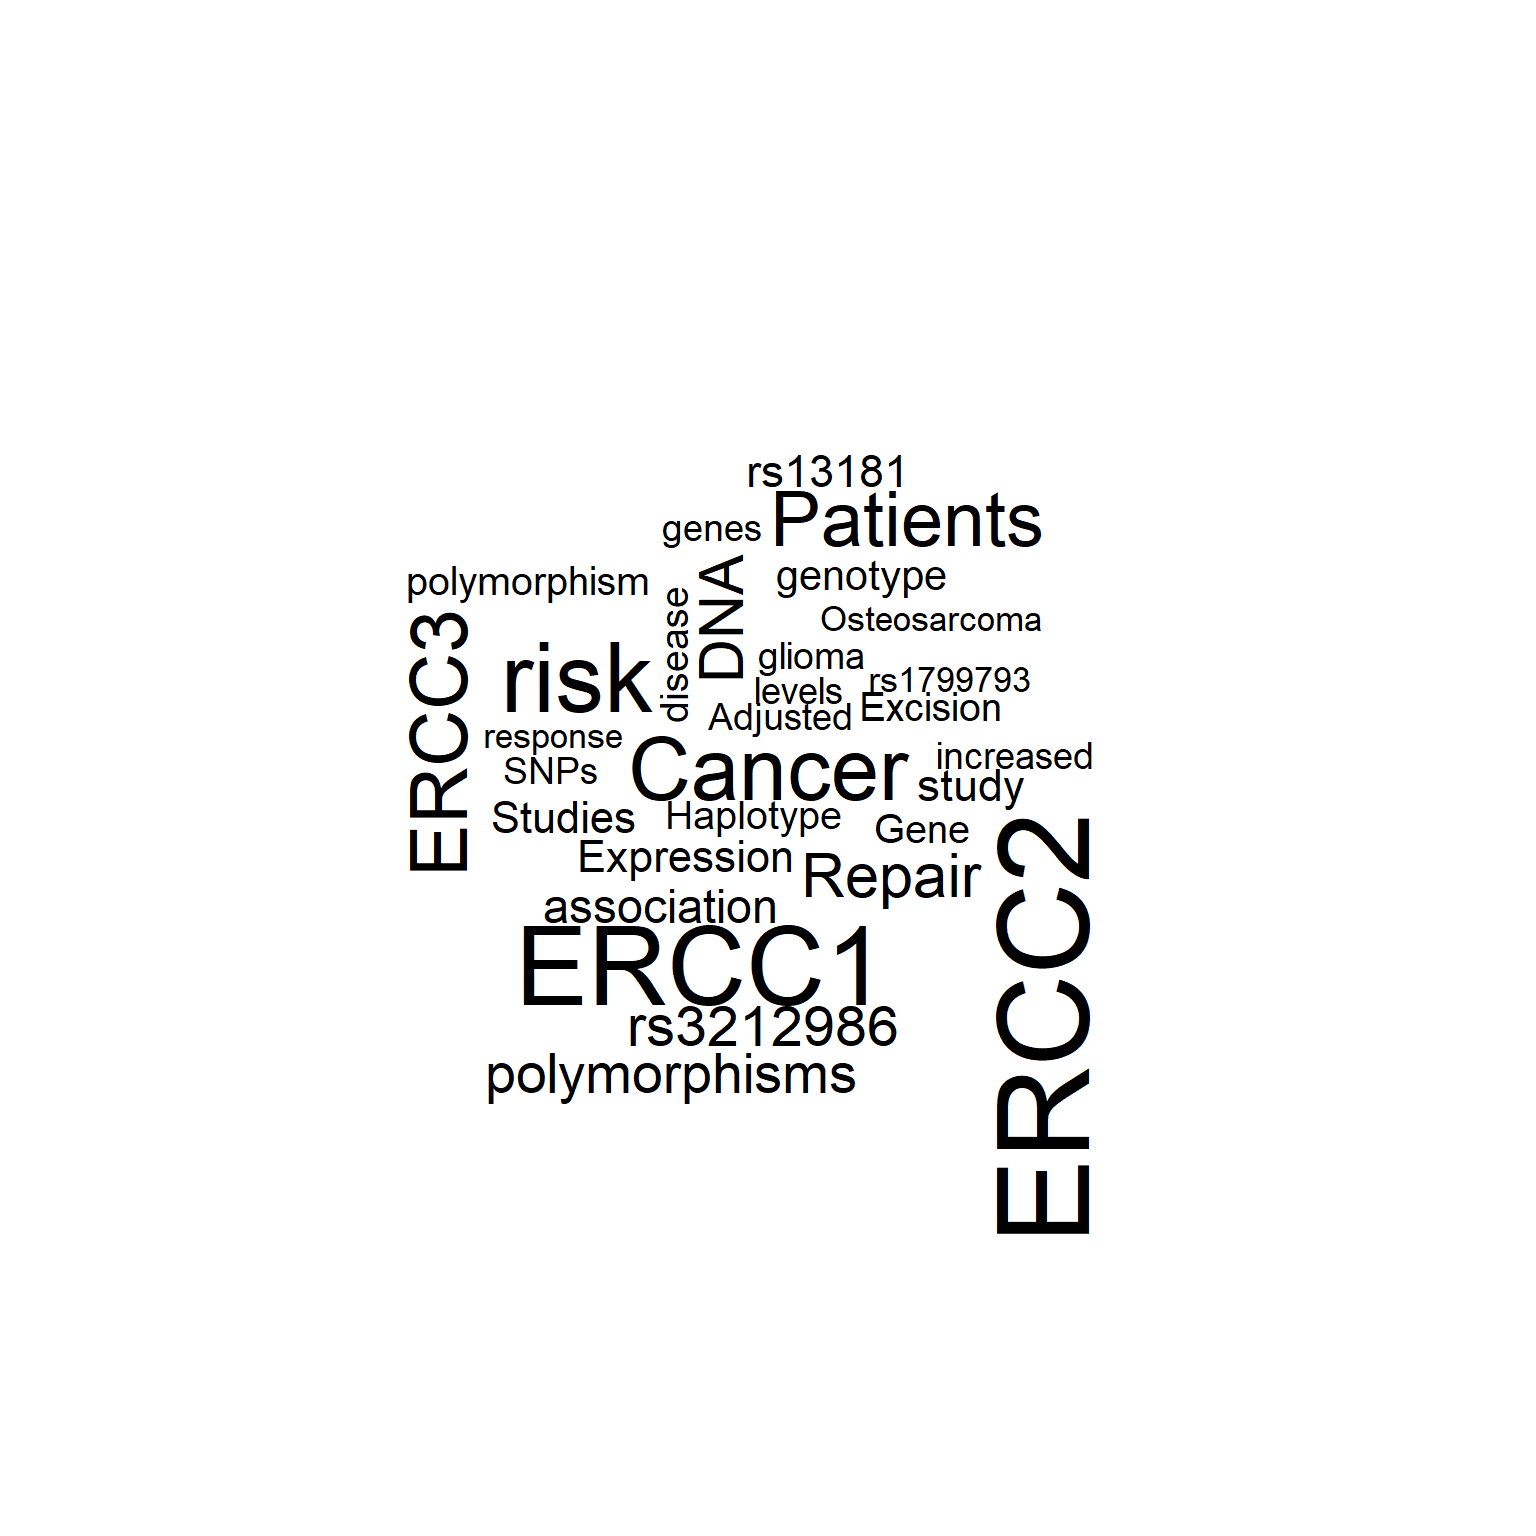 rs13181
Patients
genes
DNA
genotype
polymorphism
disease
Osteosarcoma
ERCC3
risk
glioma
rs1799793
levels
Excision
Adjusted
response
Cancer
increased
SNPs
study
Studies
Haplotype
Gene
Expression
Repair
ERCC2
association
ERCC1
rs3212986
polymorphisms